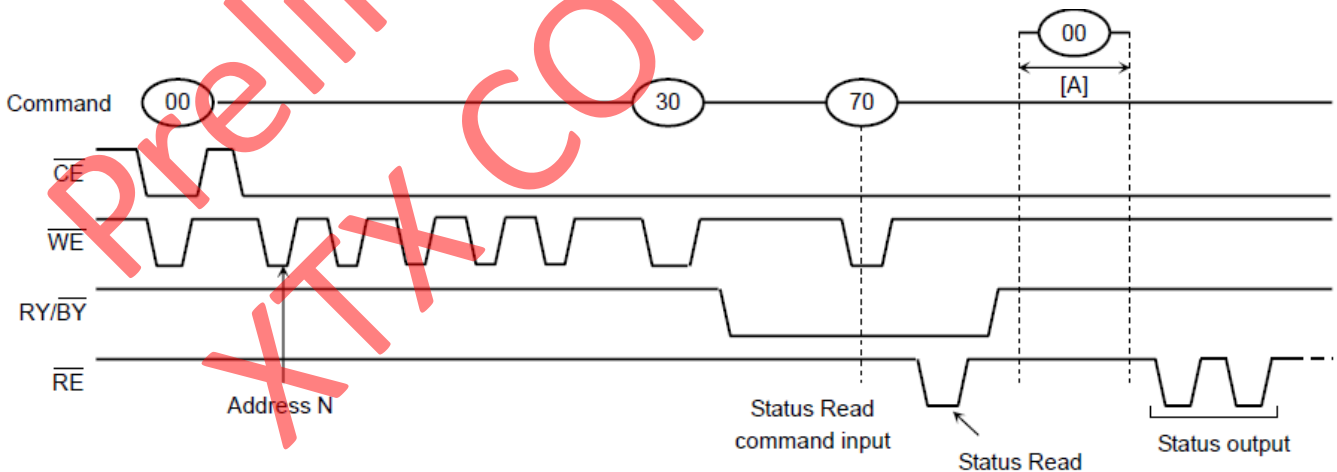 00
Command 00 30 70 [A]
CE
WE
RY/BY
RE
Address N
Status Read
command input
Status Read
Status output
XTX